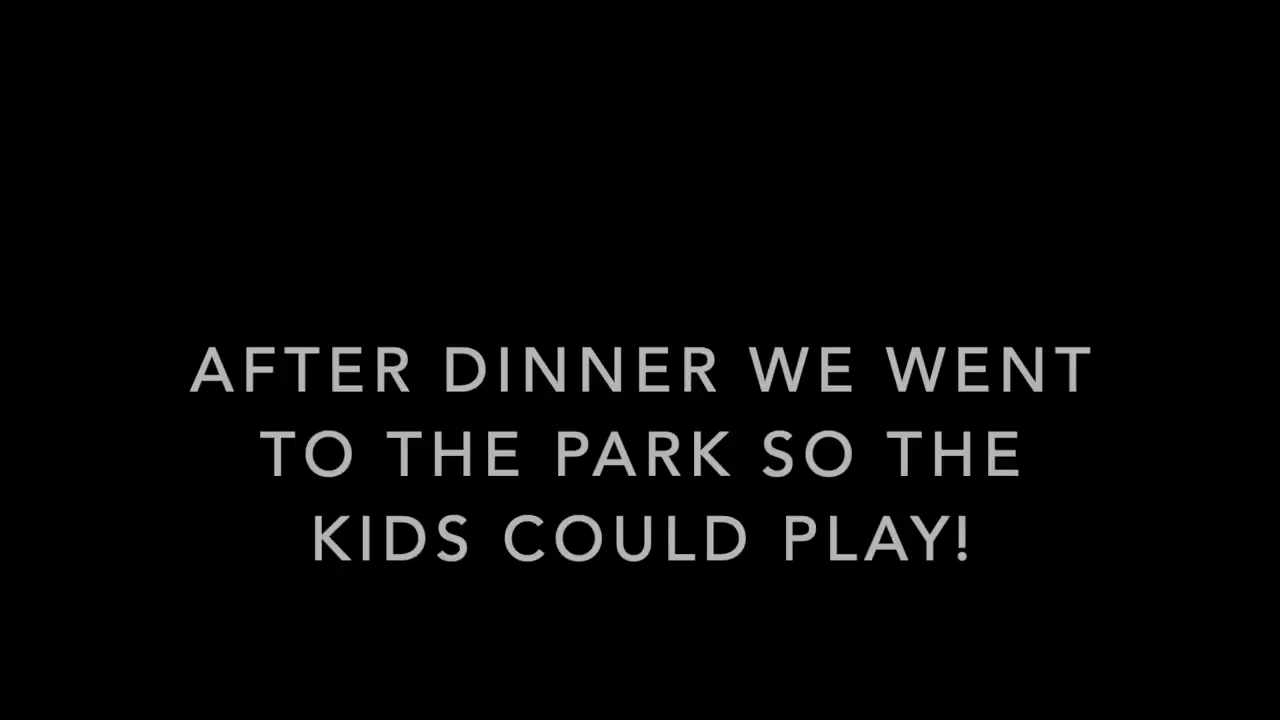 AFTER DINNER WE WENT
TO THE PARK SO THE
KIDS COULD PLAY!